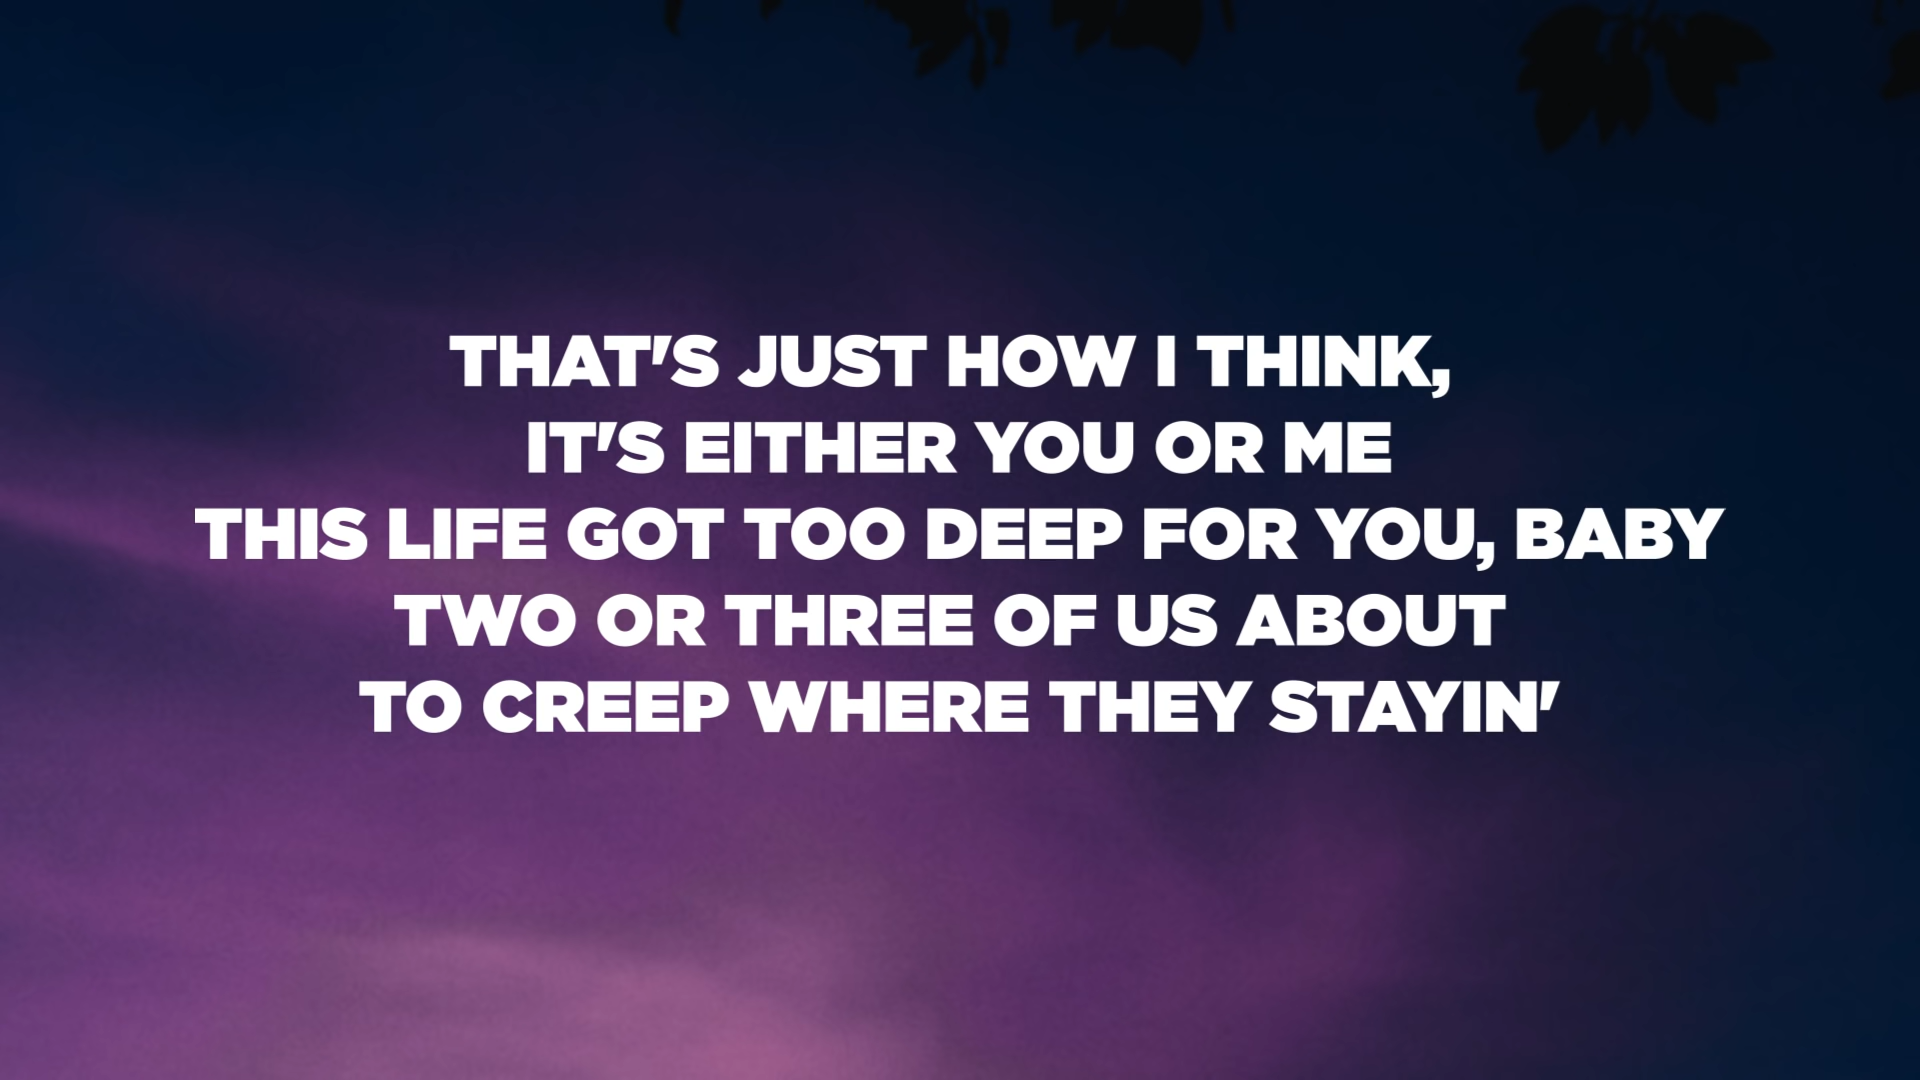 THAT'S JUST HOW I THINK,
IT'S EITHER YOU OR ME
THIS LIFE GOT TOO DEEP FOR YOU, BABY
TWO OR THREE OF US ABOUT
TO CREEP WHERE THEY STAYIN'